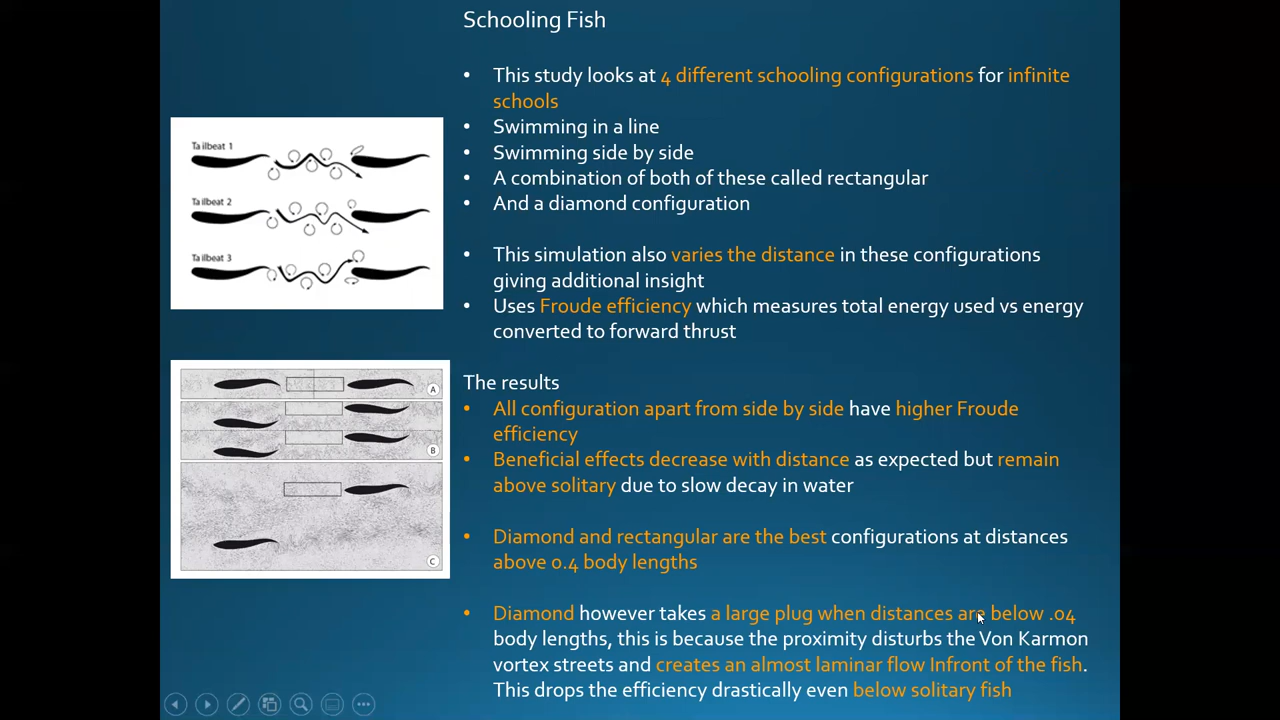 Schooling Fish
• This study looks at 4 different schooling configurations for infinite
schools
• Swimming in a line
• Swimming side by side
• A combination of both of these called rectangular
• And a diamond configuration
• This simulation also varies the distance in these configurations
giving additional insight
• Uses Froude efficiency which measures total energy used vs energy
converted to forward thrust
The results
• All configuration apart from side by side have higher Froude
efficiency
• Beneficial effects decrease with distance as expected but remain
above solitary due to slow decay in water
• Diamond and rectangular are the best configurations at distances
above 0.4 body lengths
• Diamond however takes a large plug when distances are below .04
body lengths, this is because the proximity disturbs the Von Karmon
vortex streets and creates an almost laminar flow Infront of the fish.
This drops the efficiency drastically even below solitary fish
Tailbeat 1
Tailbeat 2
Tailbeat 3
A
B
C